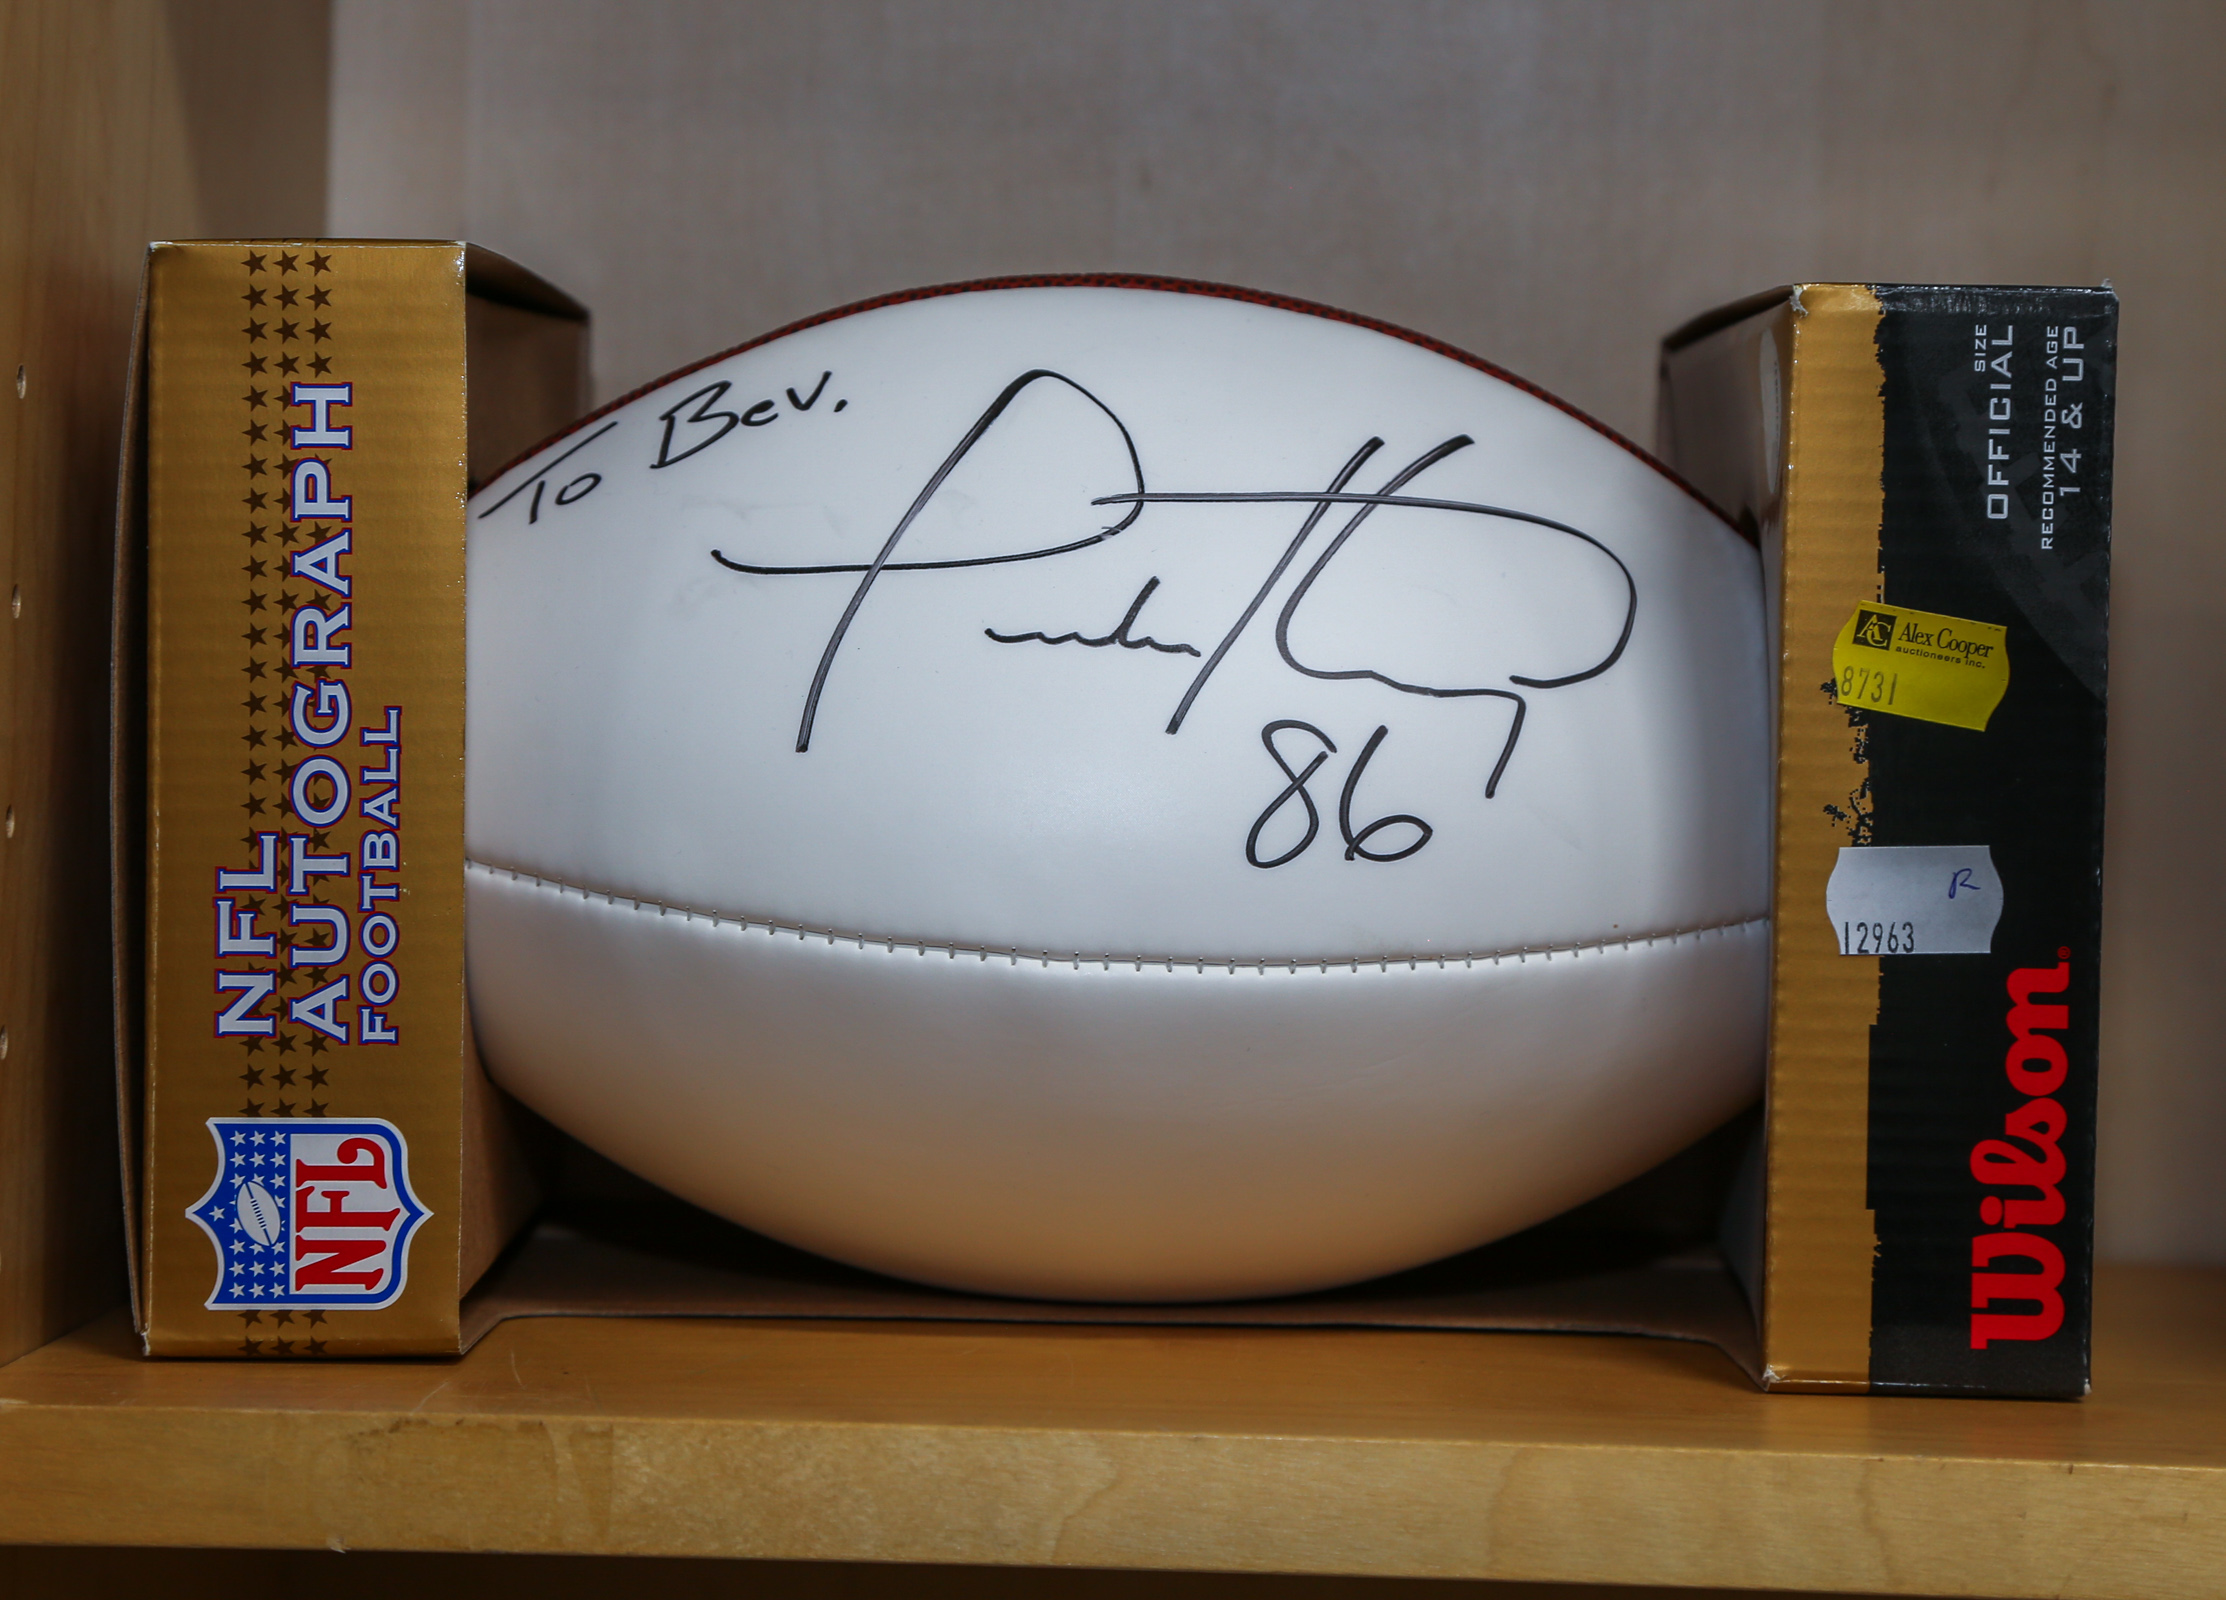 NFL
AUTOGRAPH
FOOTBALL
NFL
To Bev.
86
SIZE
OFFICIAL
RECOMMENDED AGE
14 & UP
AC Alex Cooper
auctioneers inc.
8731
R
12963
Wilson®